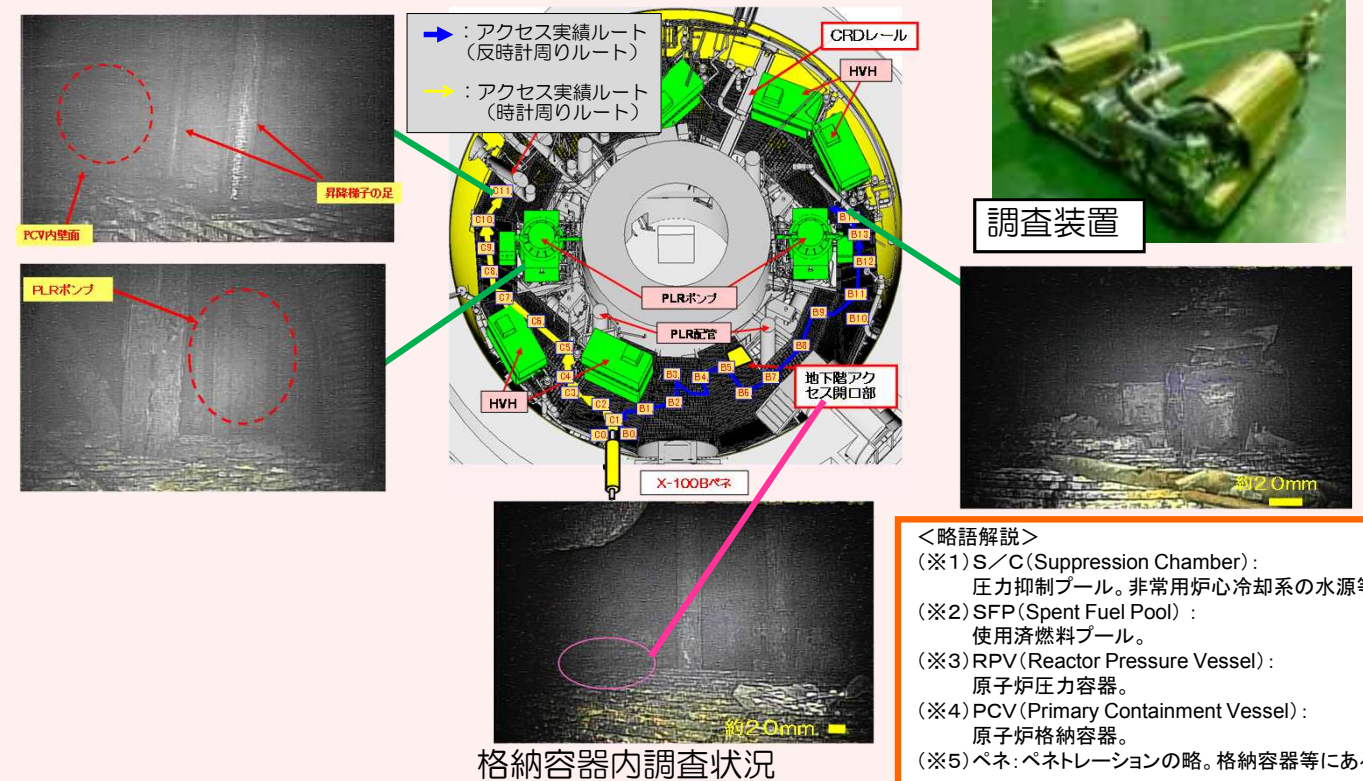 ➡：アクセス実績ルート
（反時計周りルート）
→：アクセス実績ルート
（時計周りルート）
CRDレール
HVH
昇降梯子の足
PCV内壁面
PLRポンプ
PLRポンプ
PLR配管
地下階アク
セス開口部
HVH
C11
C10
C9
C8
C7
C6
C5
C4
C3
C2
C1
C0
B0
B1
B2
B3
B4
B5
B6
B7
B8
B9
B10
B11
B12
B13
X-100Bペネ
調査装置
約20mm
約20mm
格納容器内調査状況
＜略語解説＞
（※1）S／C(Suppression Chamber)：
圧力抑制プール。非常用炉心冷却系の水源等
（※2）SFP(Spent Fuel Pool)：
使用済燃料プール。
（※3）RPV(Reactor Pressure Vessel)：
原子炉圧力容器。
（※4）PCV(Primary Containment Vessel)：
原子炉格納容器。
（※5）ペネ：ペネトレーションの略。格納容器等にあ